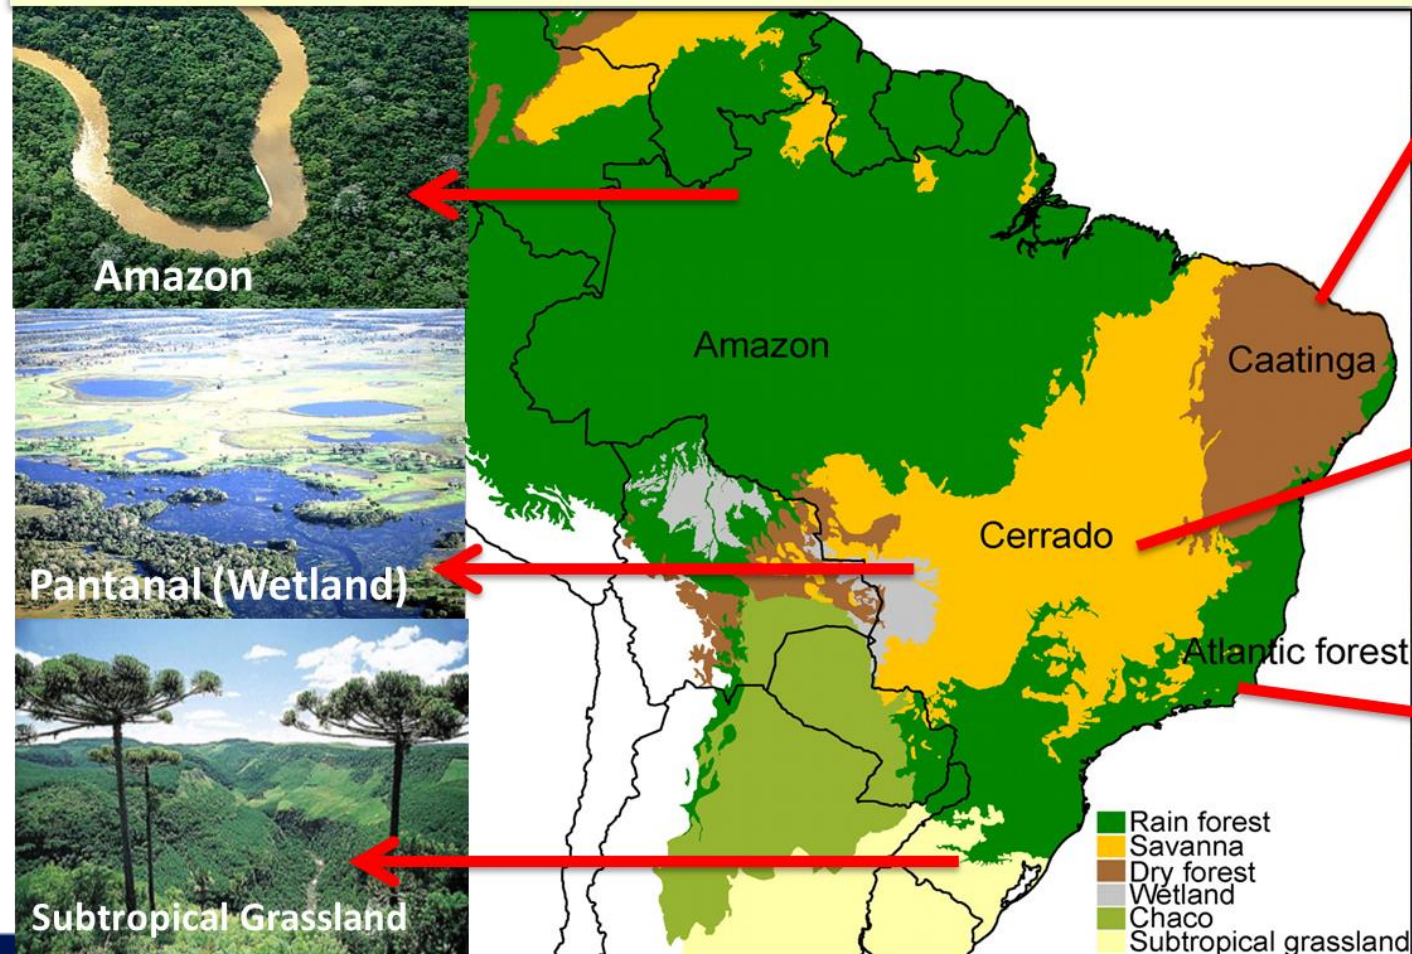 Amazon
Pantanal (Wetland)
Subtropical Grassland
Amazon
Caatinga
Cerrado
Atlantic forest
Rain forest
Savanna
Dry forest
Wetland
Chaco
Subtropical grassland